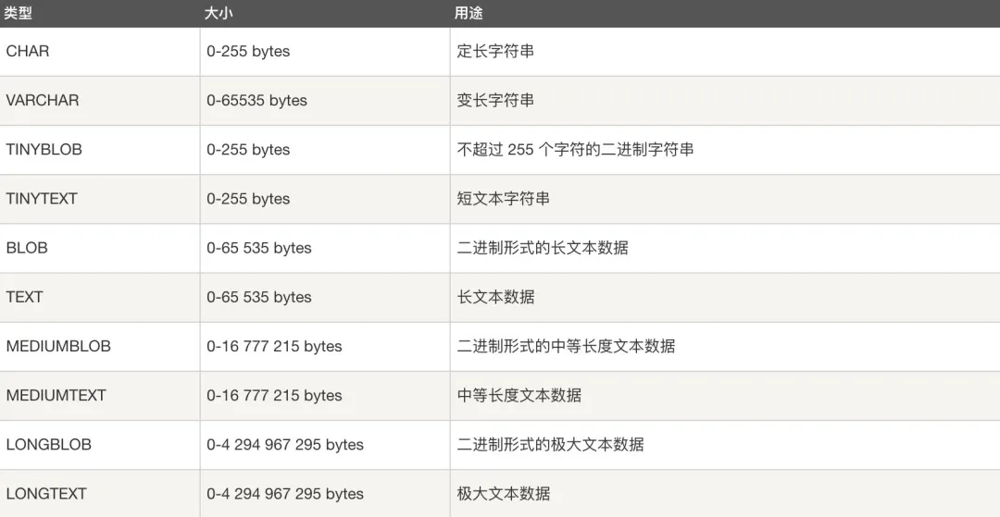 类型 大小 用途
CHAR 0-255 bytes 定长字符串
VARCHAR 0-65535 bytes 变长字符串
TINYBLOB 0-255 bytes 不超过 255 个字符的二进制字符串
TINYTEXT 0-255 bytes 短文本字符串
BLOB 0-65 535 bytes 二进制形式的长文本数据
TEXT 0-65 535 bytes 长文本数据
MEDIUMBLOB 0-16 777 215 bytes 二进制形式的中等长度文本数据
MEDIUMTEXT 0-16 777 215 bytes 中等长度文本数据
LONGBLOB 0-4 294 967 295 bytes 二进制形式的极大文本数据
LONGTEXT 0-4 294 967 295 bytes 极大文本数据